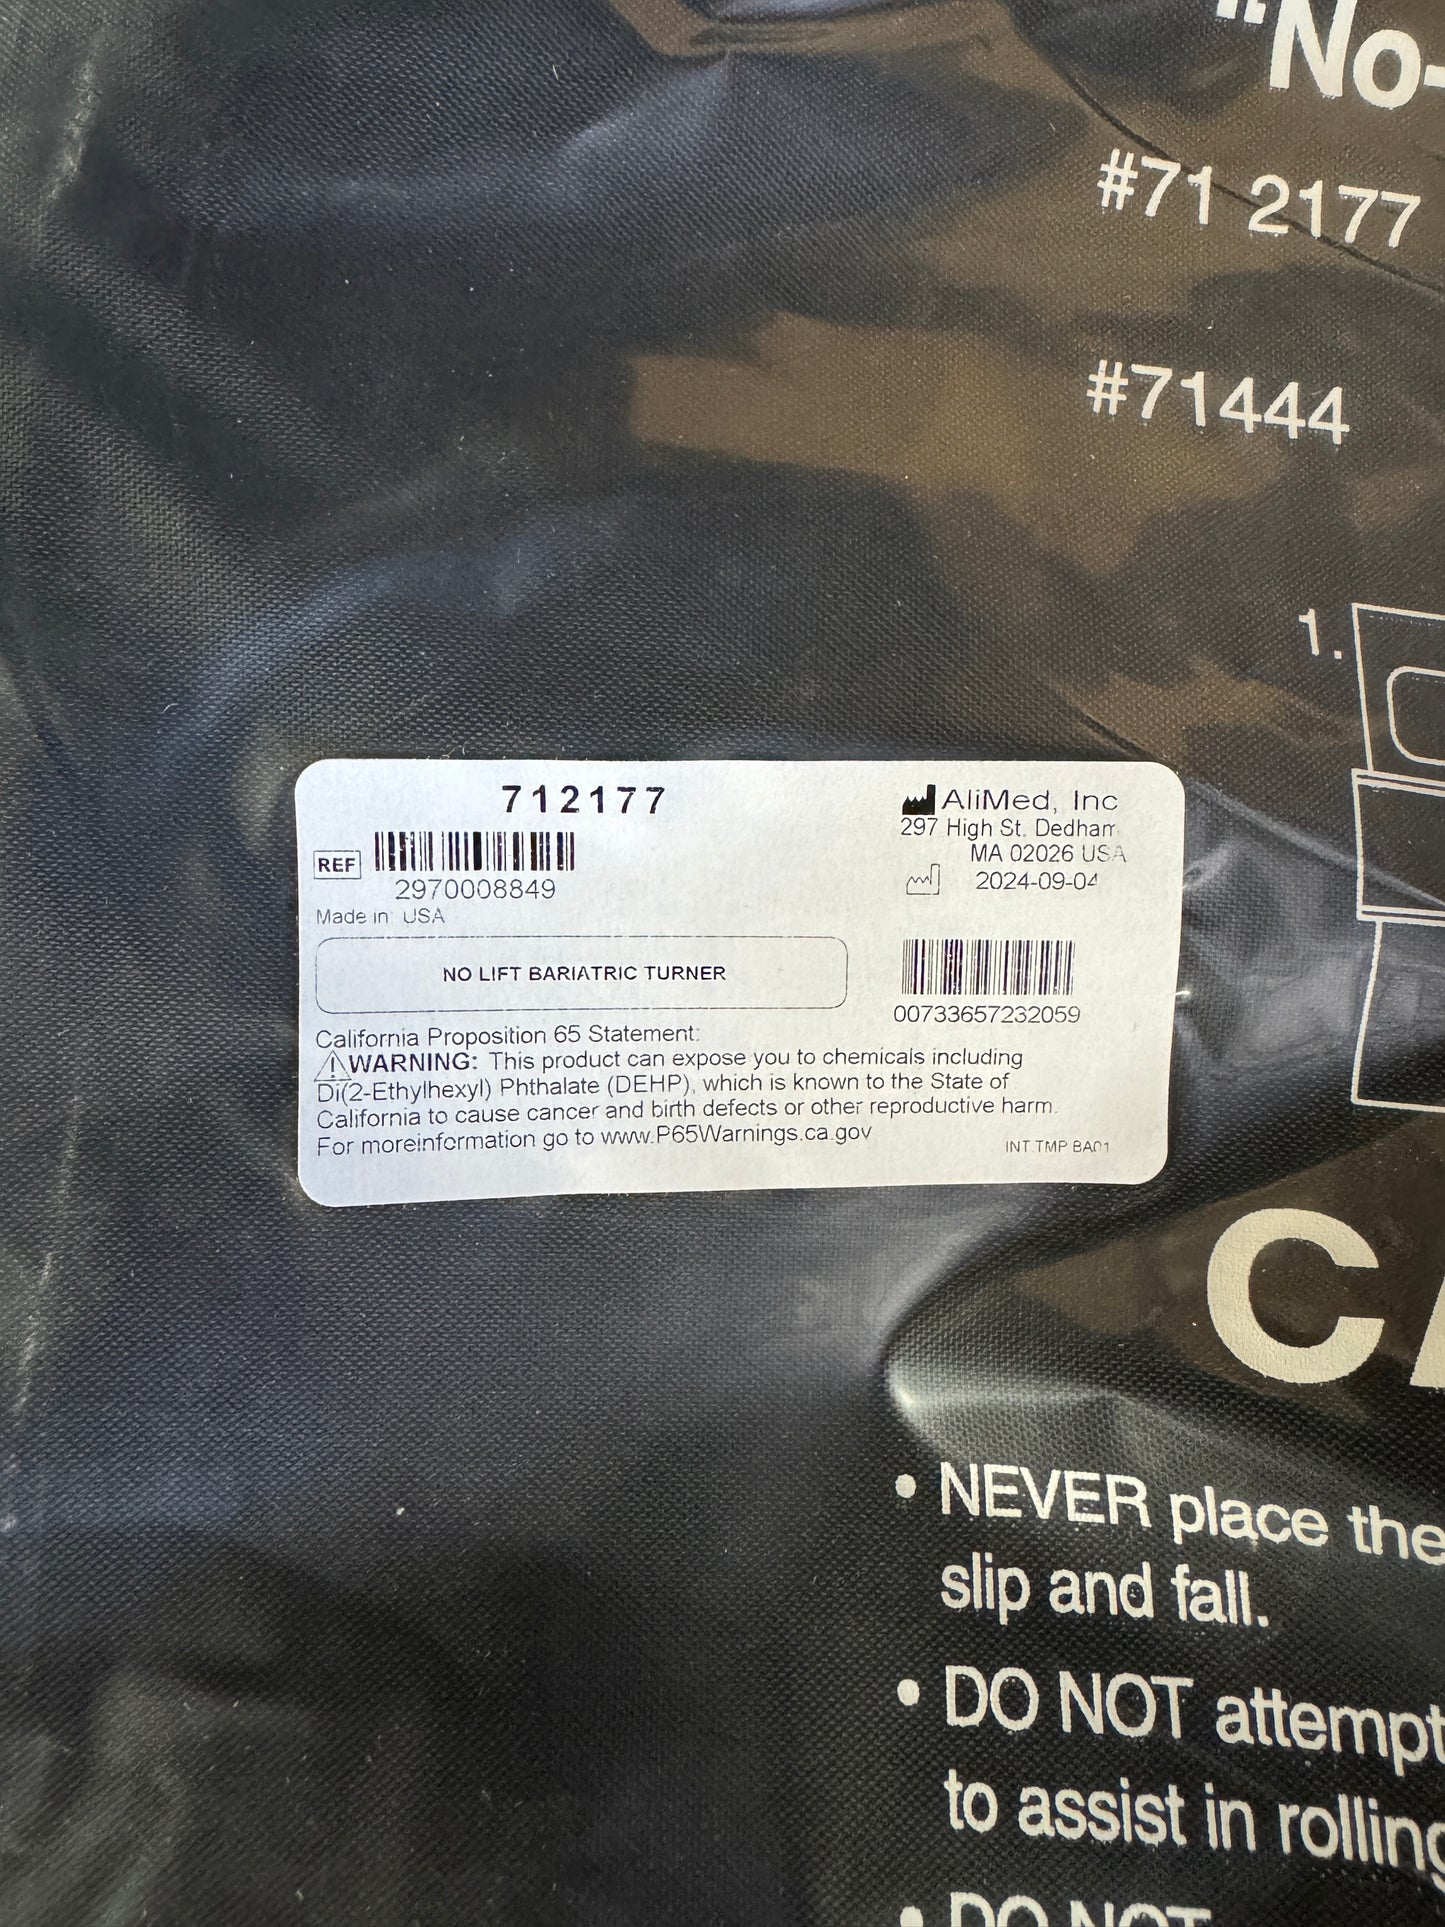 "No-
#71 2177
#71444
1.
712177
REF
2970008849
Made in: USA
AliMed, Inc
297 High St. Dedham
MA 02026 USA
2024-09-04
NO LIFT BARIATRIC TURNER
00733657232059
California Proposition 65 Statement:
WARNING: This product can expose you to chemicals including
Di(2-Ethylhexyl) Phthalate (DEHP), which is known to the State of
California to cause cancer and birth defects or other reproductive harm.
For moreinformation go to www.P65Warnings.ca.gov
INT.TMP BA01
CA
• NEVER place the
slip and fall.
• DO NOT attempt
to assist in rolling
• DO NOT